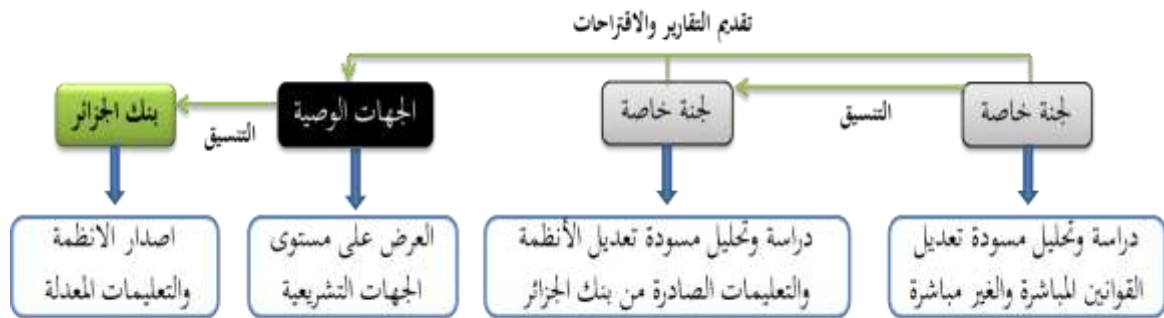 تقديم التقارير والاقتراحات
لجنة خاصة
التنسيق
لجنة خاصة
الجهات الوصية
التنسيق
بنك الجزائر
دراسة وتحليل مسودة تعديل
القوانين المباشرة والغير مباشرة
دراسة وتحليل مسودة تعديل الأنظمة
والتعليمات الصادرة من بنك الجزائر
العرض على مستوى
الجهات التشريعية
اصدار الانظمة
والتعليمات المعدلة